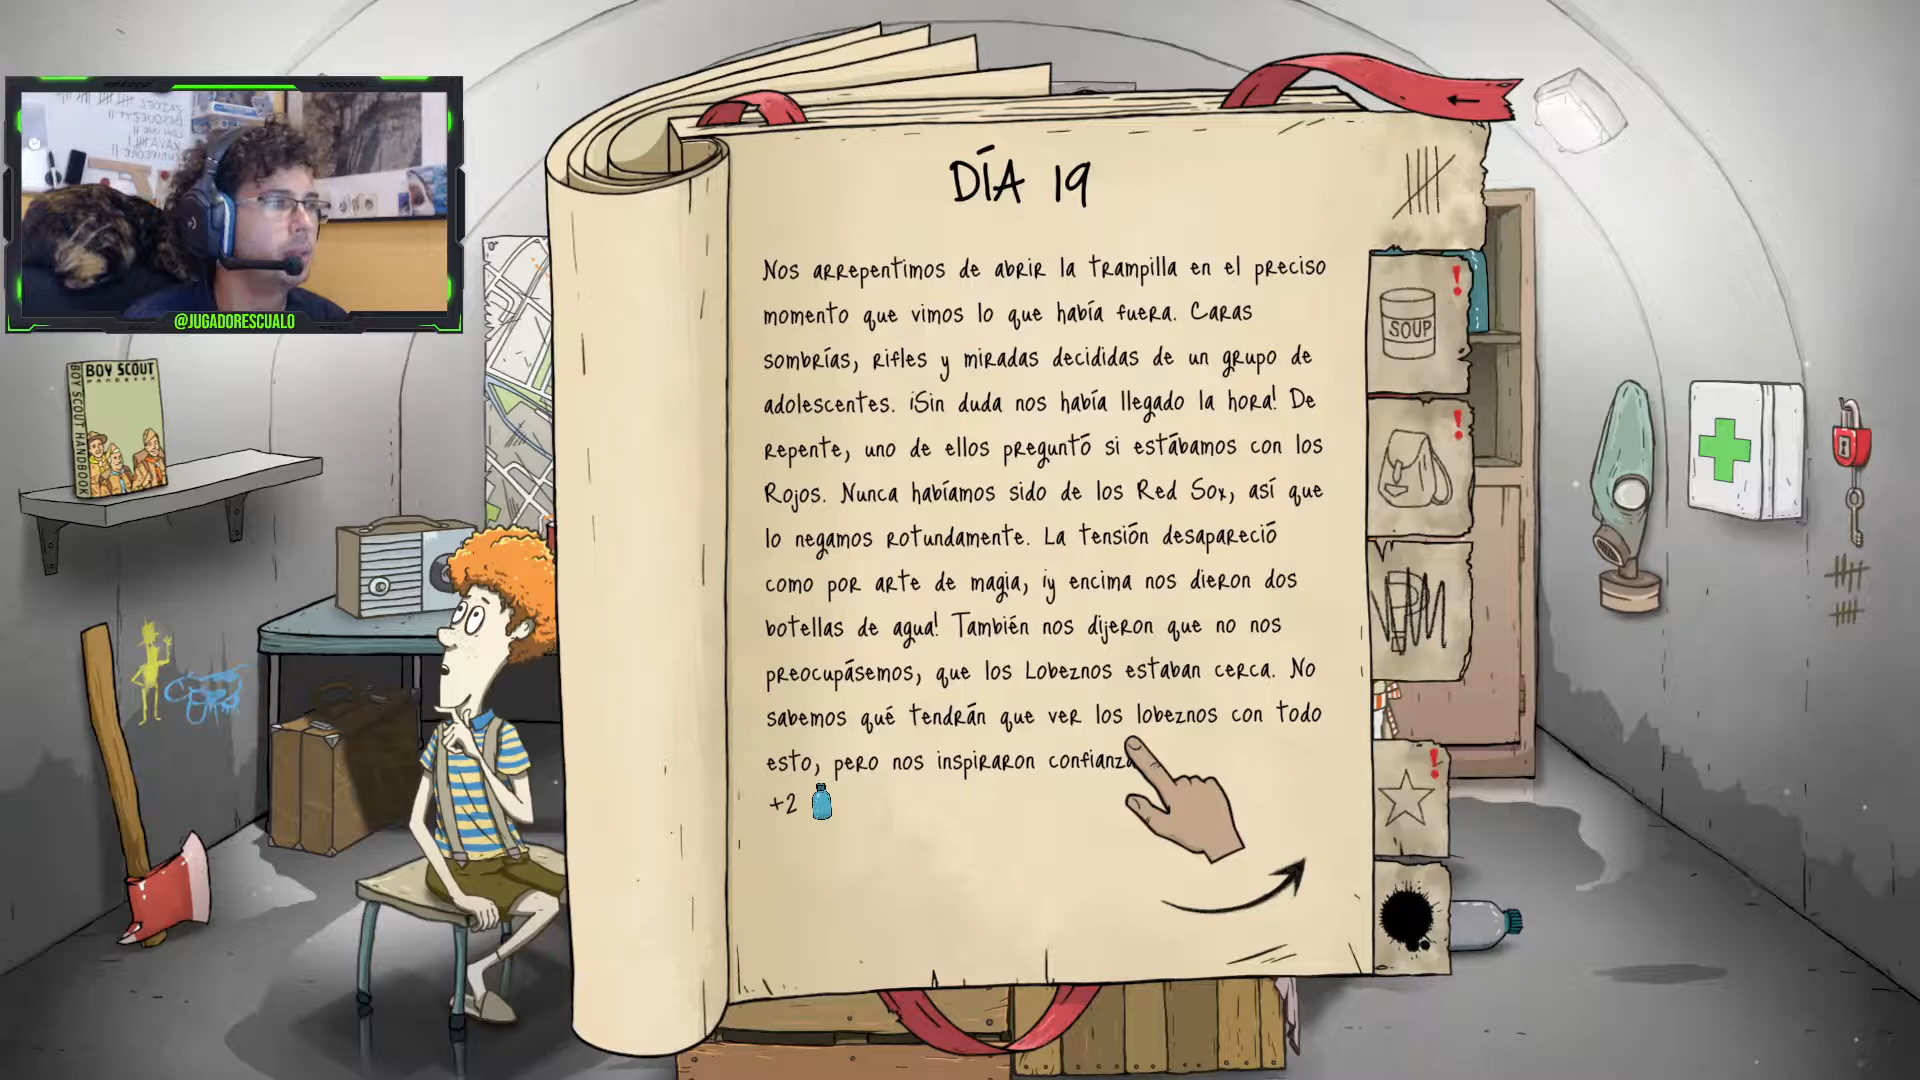 @JUGADORESCUALO
BOY SCOUT
HANDBOOK
BOY SCOUT HANDBOOK
DÍA 19
Nos arrepentimos de abrir la trampilla en el preciso
momento que vimos lo que había fuera. Caras
sombrías, rifles y miradas decididas de un grupo de
adolescentes. ¡Sin duda nos había llegado la hora! De
repente, uno de ellos preguntó si estábamos con los
Rojos. Nunca habíamos sido de los Red Sox, así que
lo negamos rotundamente. La tensión desapareció
como por arte de magia, ¡y encima nos dieron dos
botellas de agua! También nos dijeron que no nos
preocupásemos, que los Lobeznos estaban cerca. No
sabemos qué tendrán que ver los lobeznos con todo
esto, pero nos inspiraron confianza
+2
SOUP